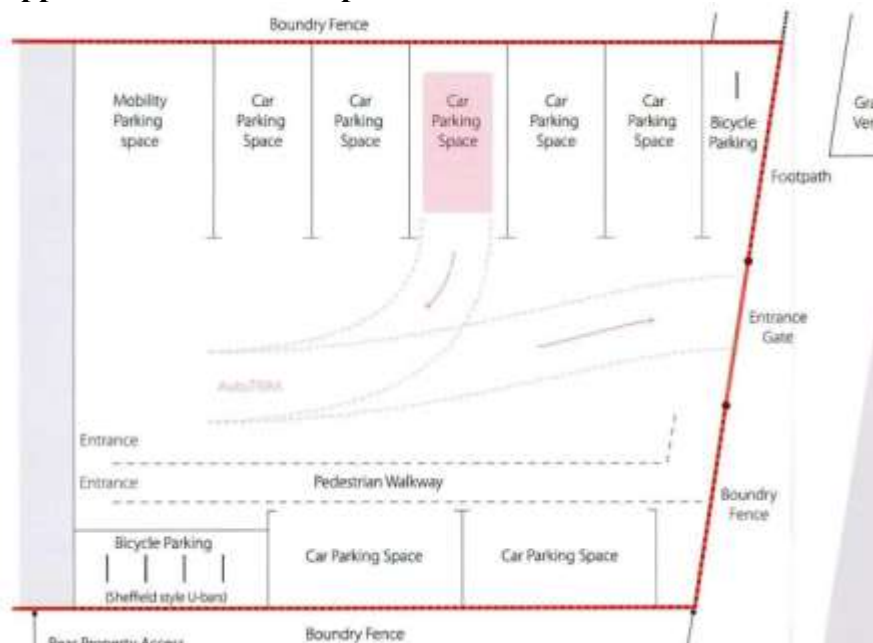 Boundry Fence
Mobility
Parking
space
Car
Parking
Space
Car
Parking
Space
Car
Parking
Space
Car
Parking
Space
Car
Parking
Space
Bicycle
Parking
Footpath
Entrance
Gate
AutoTRAK
Entrance
Entrance
Pedestrian Walkway
Boundry
Fence
Bicycle Parking
(Sheffield style U-bars)
Car Parking Space
Car Parking Space
Boundry Fence